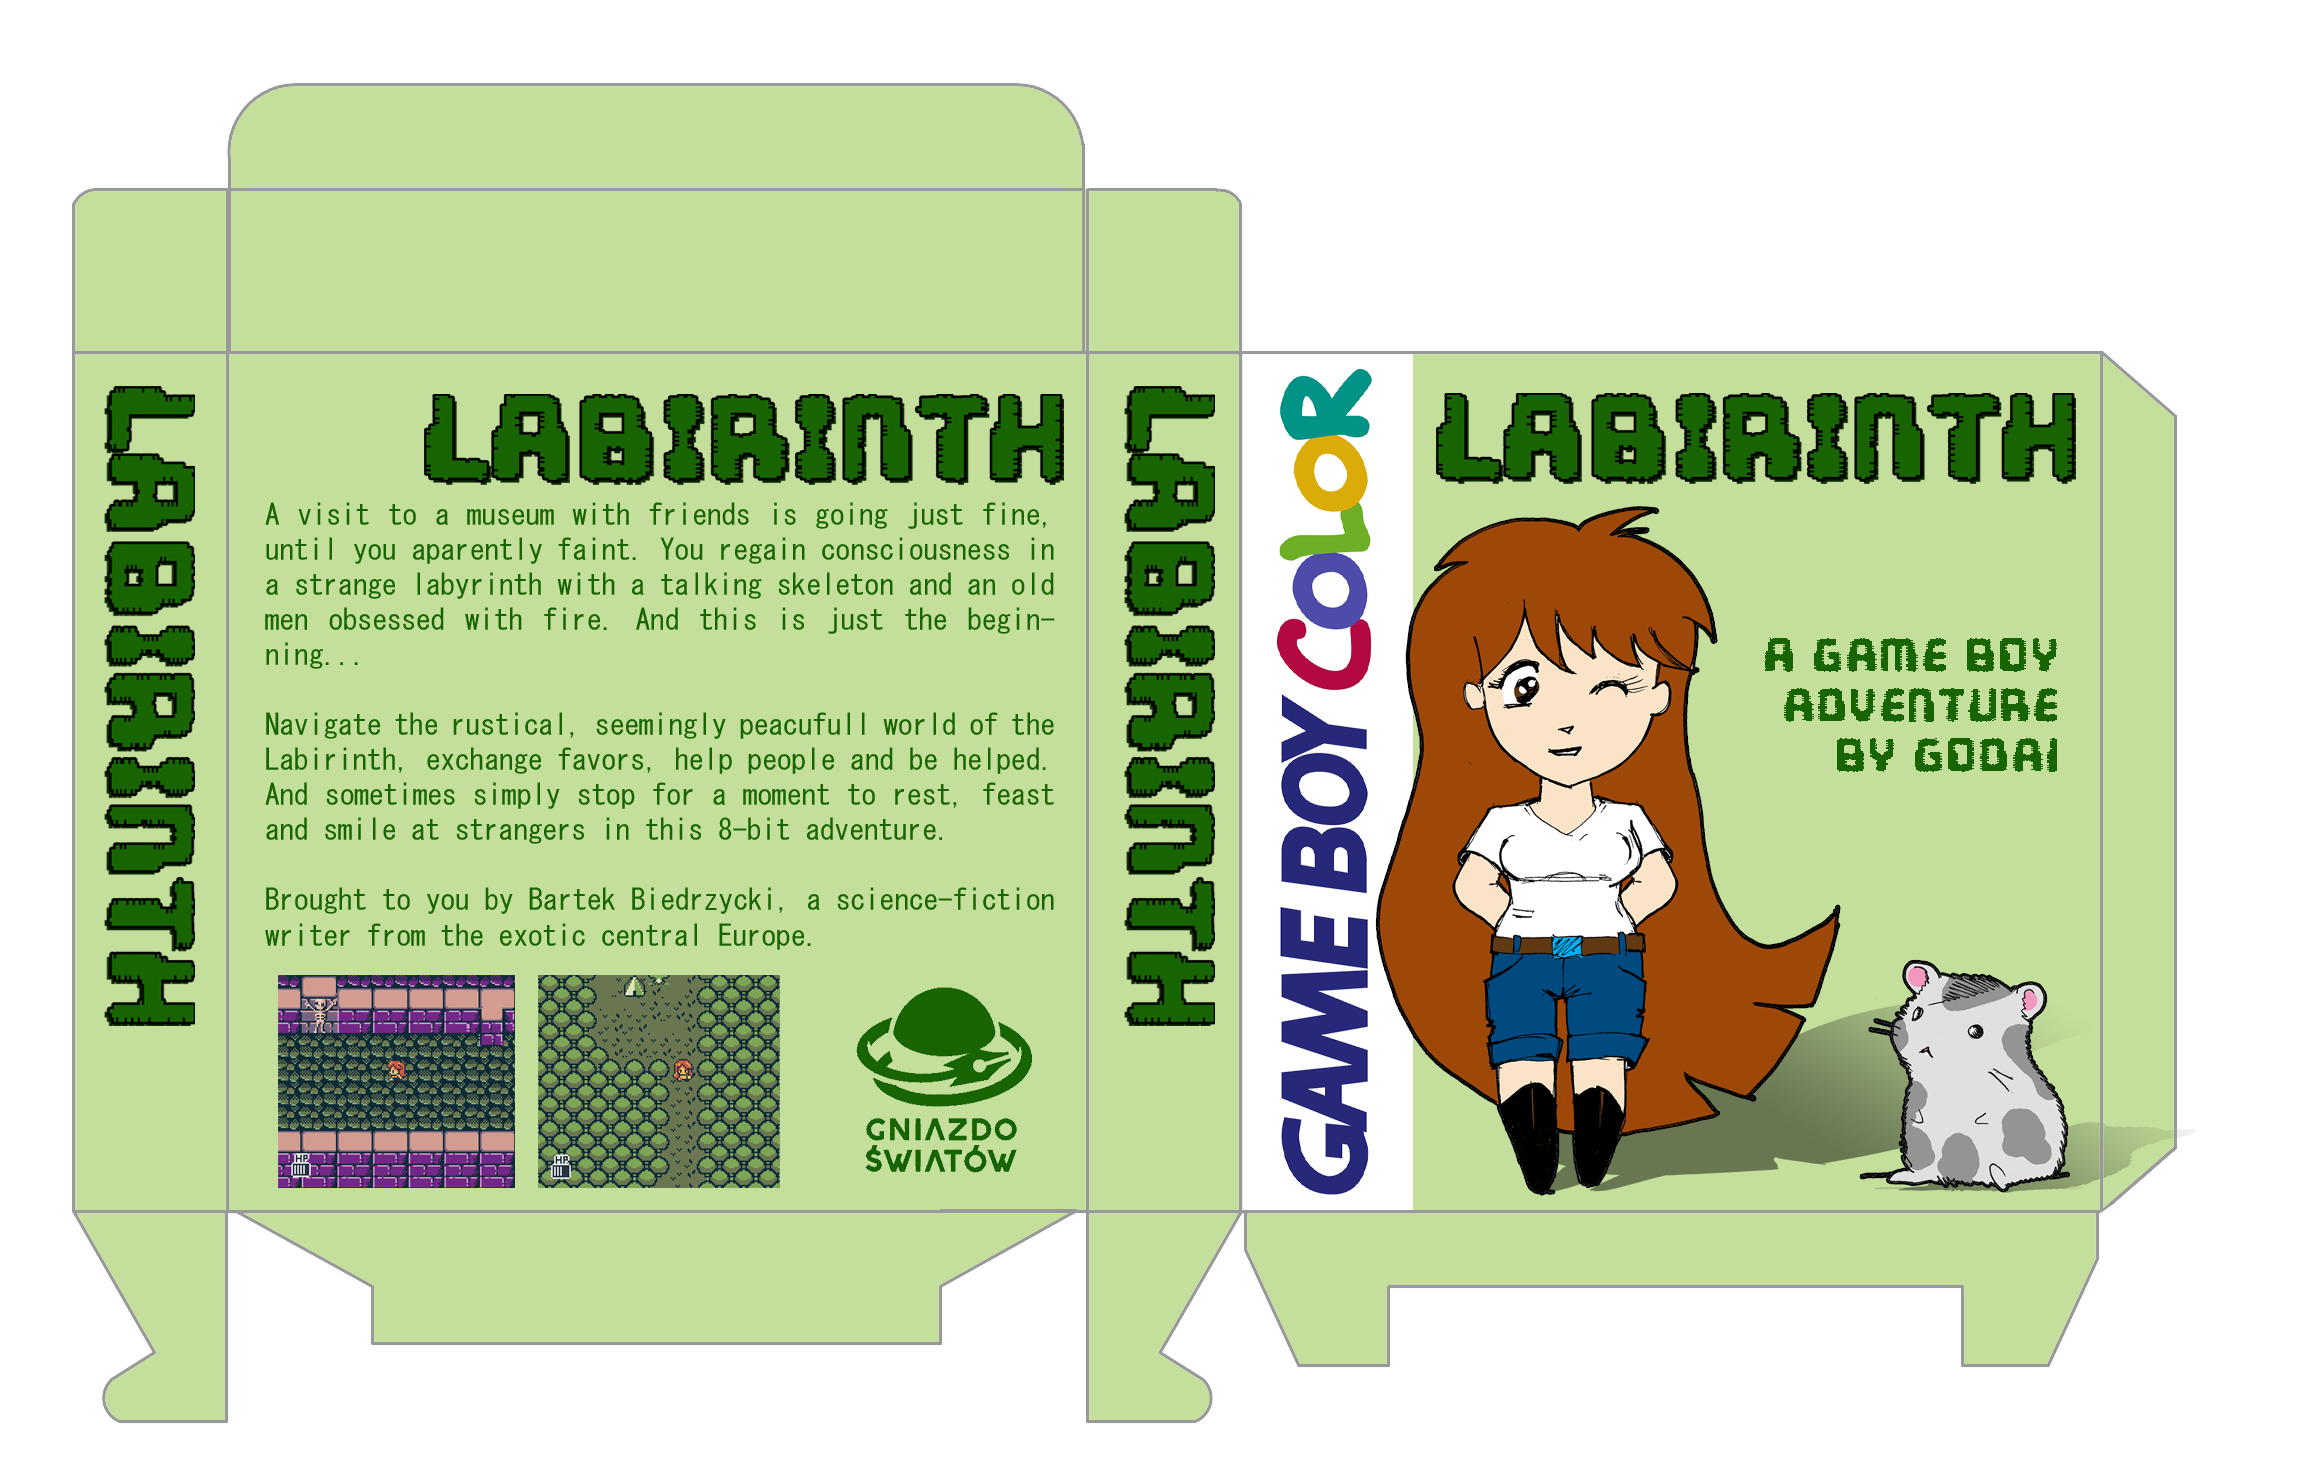 LABIRINTH
LABIRINTH
A visit to a museum with friends is going just fine,
until you aparently faint. You regain consciousness in
a strange labyrinth with a talking skeleton and an old
men obsessed with fire. And this is just the begin-
ning...
Navigate the rustical, seemingly peacufull world of the
Labirinth, exchange favors, help people and be helped.
And sometimes simply stop for a moment to rest, feast
and smile at strangers in this 8-bit adventure.
Brought to you by Bartek Biedrzycki, a science-fiction
writer from the exotic central Europe.
HP
HP
GNIAZDO
ŚWIATÓW
LABIRINTH
GAME BOY COLOR
LABIRINTH
A GAME BOY
ADVENTURE
BY GODAI